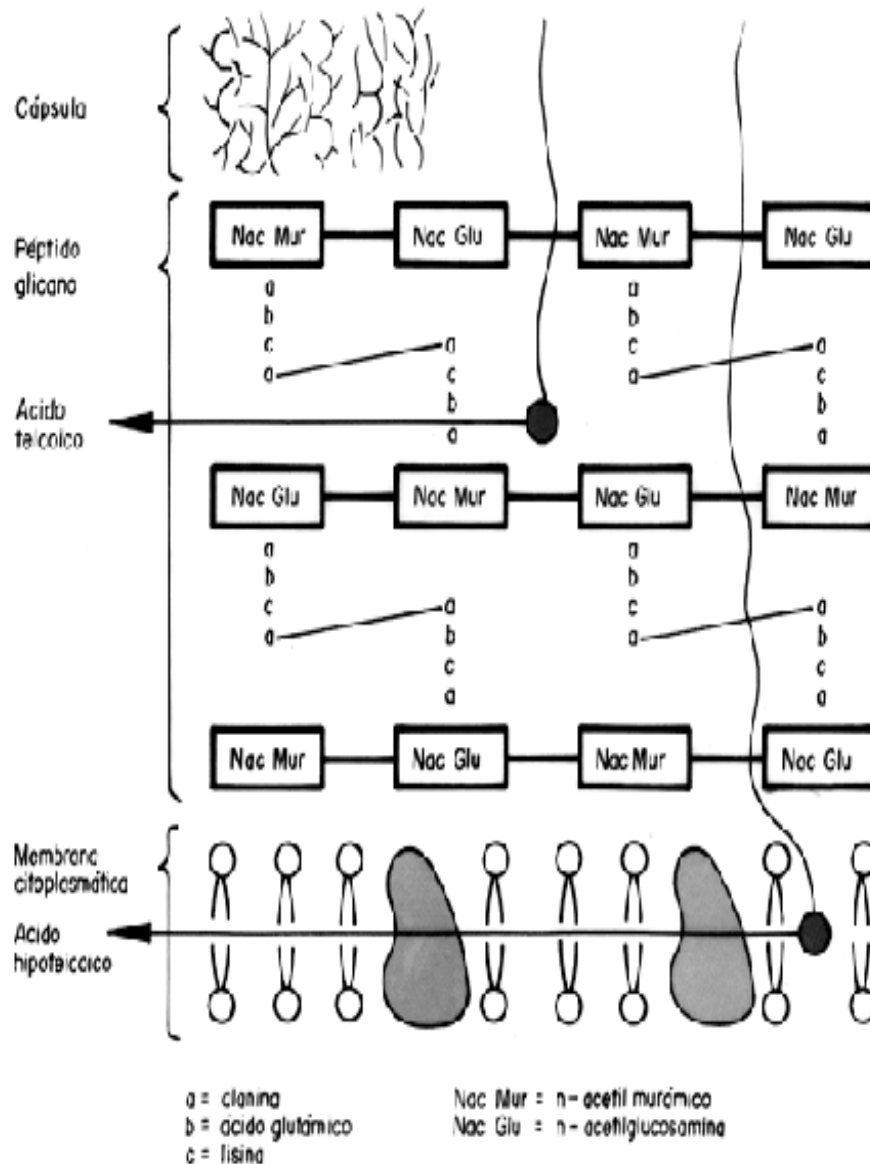 Cápsula
Nac Mur Nac Glu Nac Mur Nac Glu
Péptido
glicano
a a
b b
c a c a
a c a c
b b
Acido
teicoico
a a
Nac Glu Nac Mur Nac Glu Nac Mur
a a
b b
c a c a
a b a b
c c
a a
Nac Mur Nac Glu Nac Mur Nac Glu
Membrana
citoplasmática
Acido
hipoteicoico
a = alanina
b = ácido glutámico
c = lisina
Nac Mur = n-acetil murámico
Nac Glu = n-acetilglucosamina